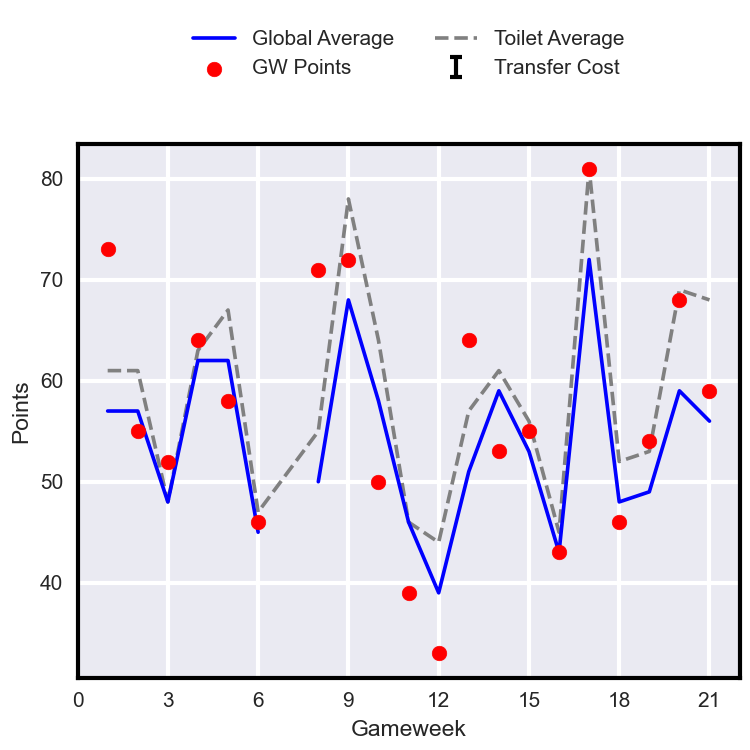 Global Average
Toilet Average
GW Points
Transfer Cost
80
70
60
50
40
Points
0 3 6 9 12 15 18 21
Gameweek